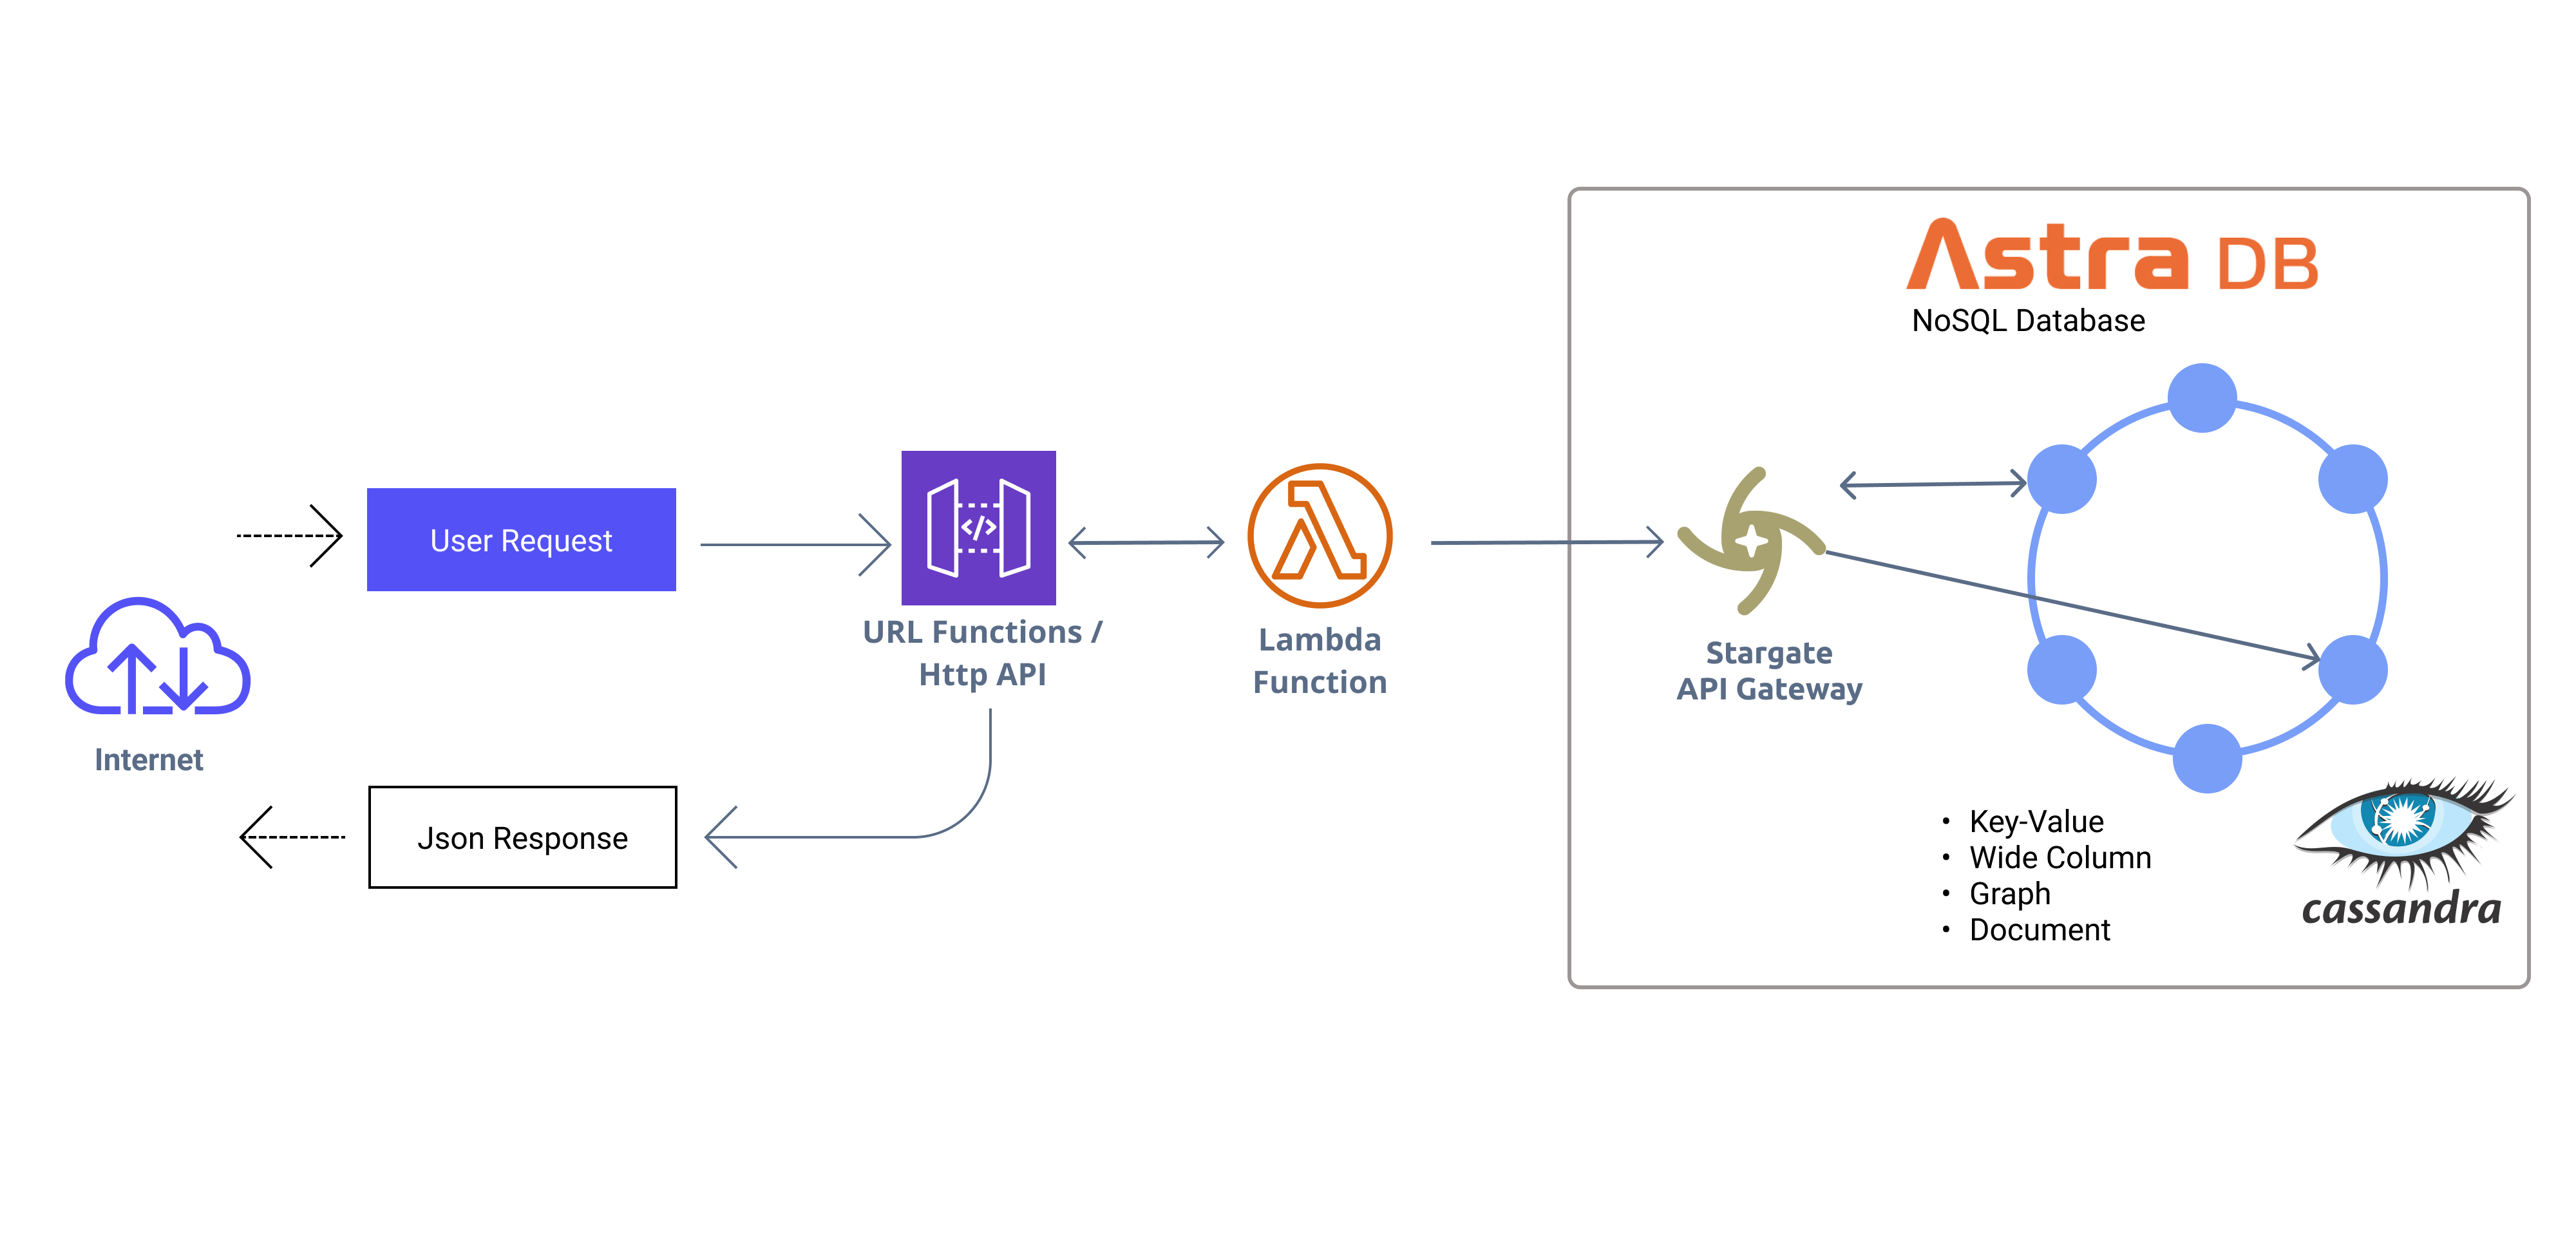 Astra DB
NoSQL Database
User Request
URL Functions /
Http API
Lambda
Function
Stargate
API Gateway
Internet
Json Response
• Key-Value
• Wide Column
• Graph
• Document
cassandra